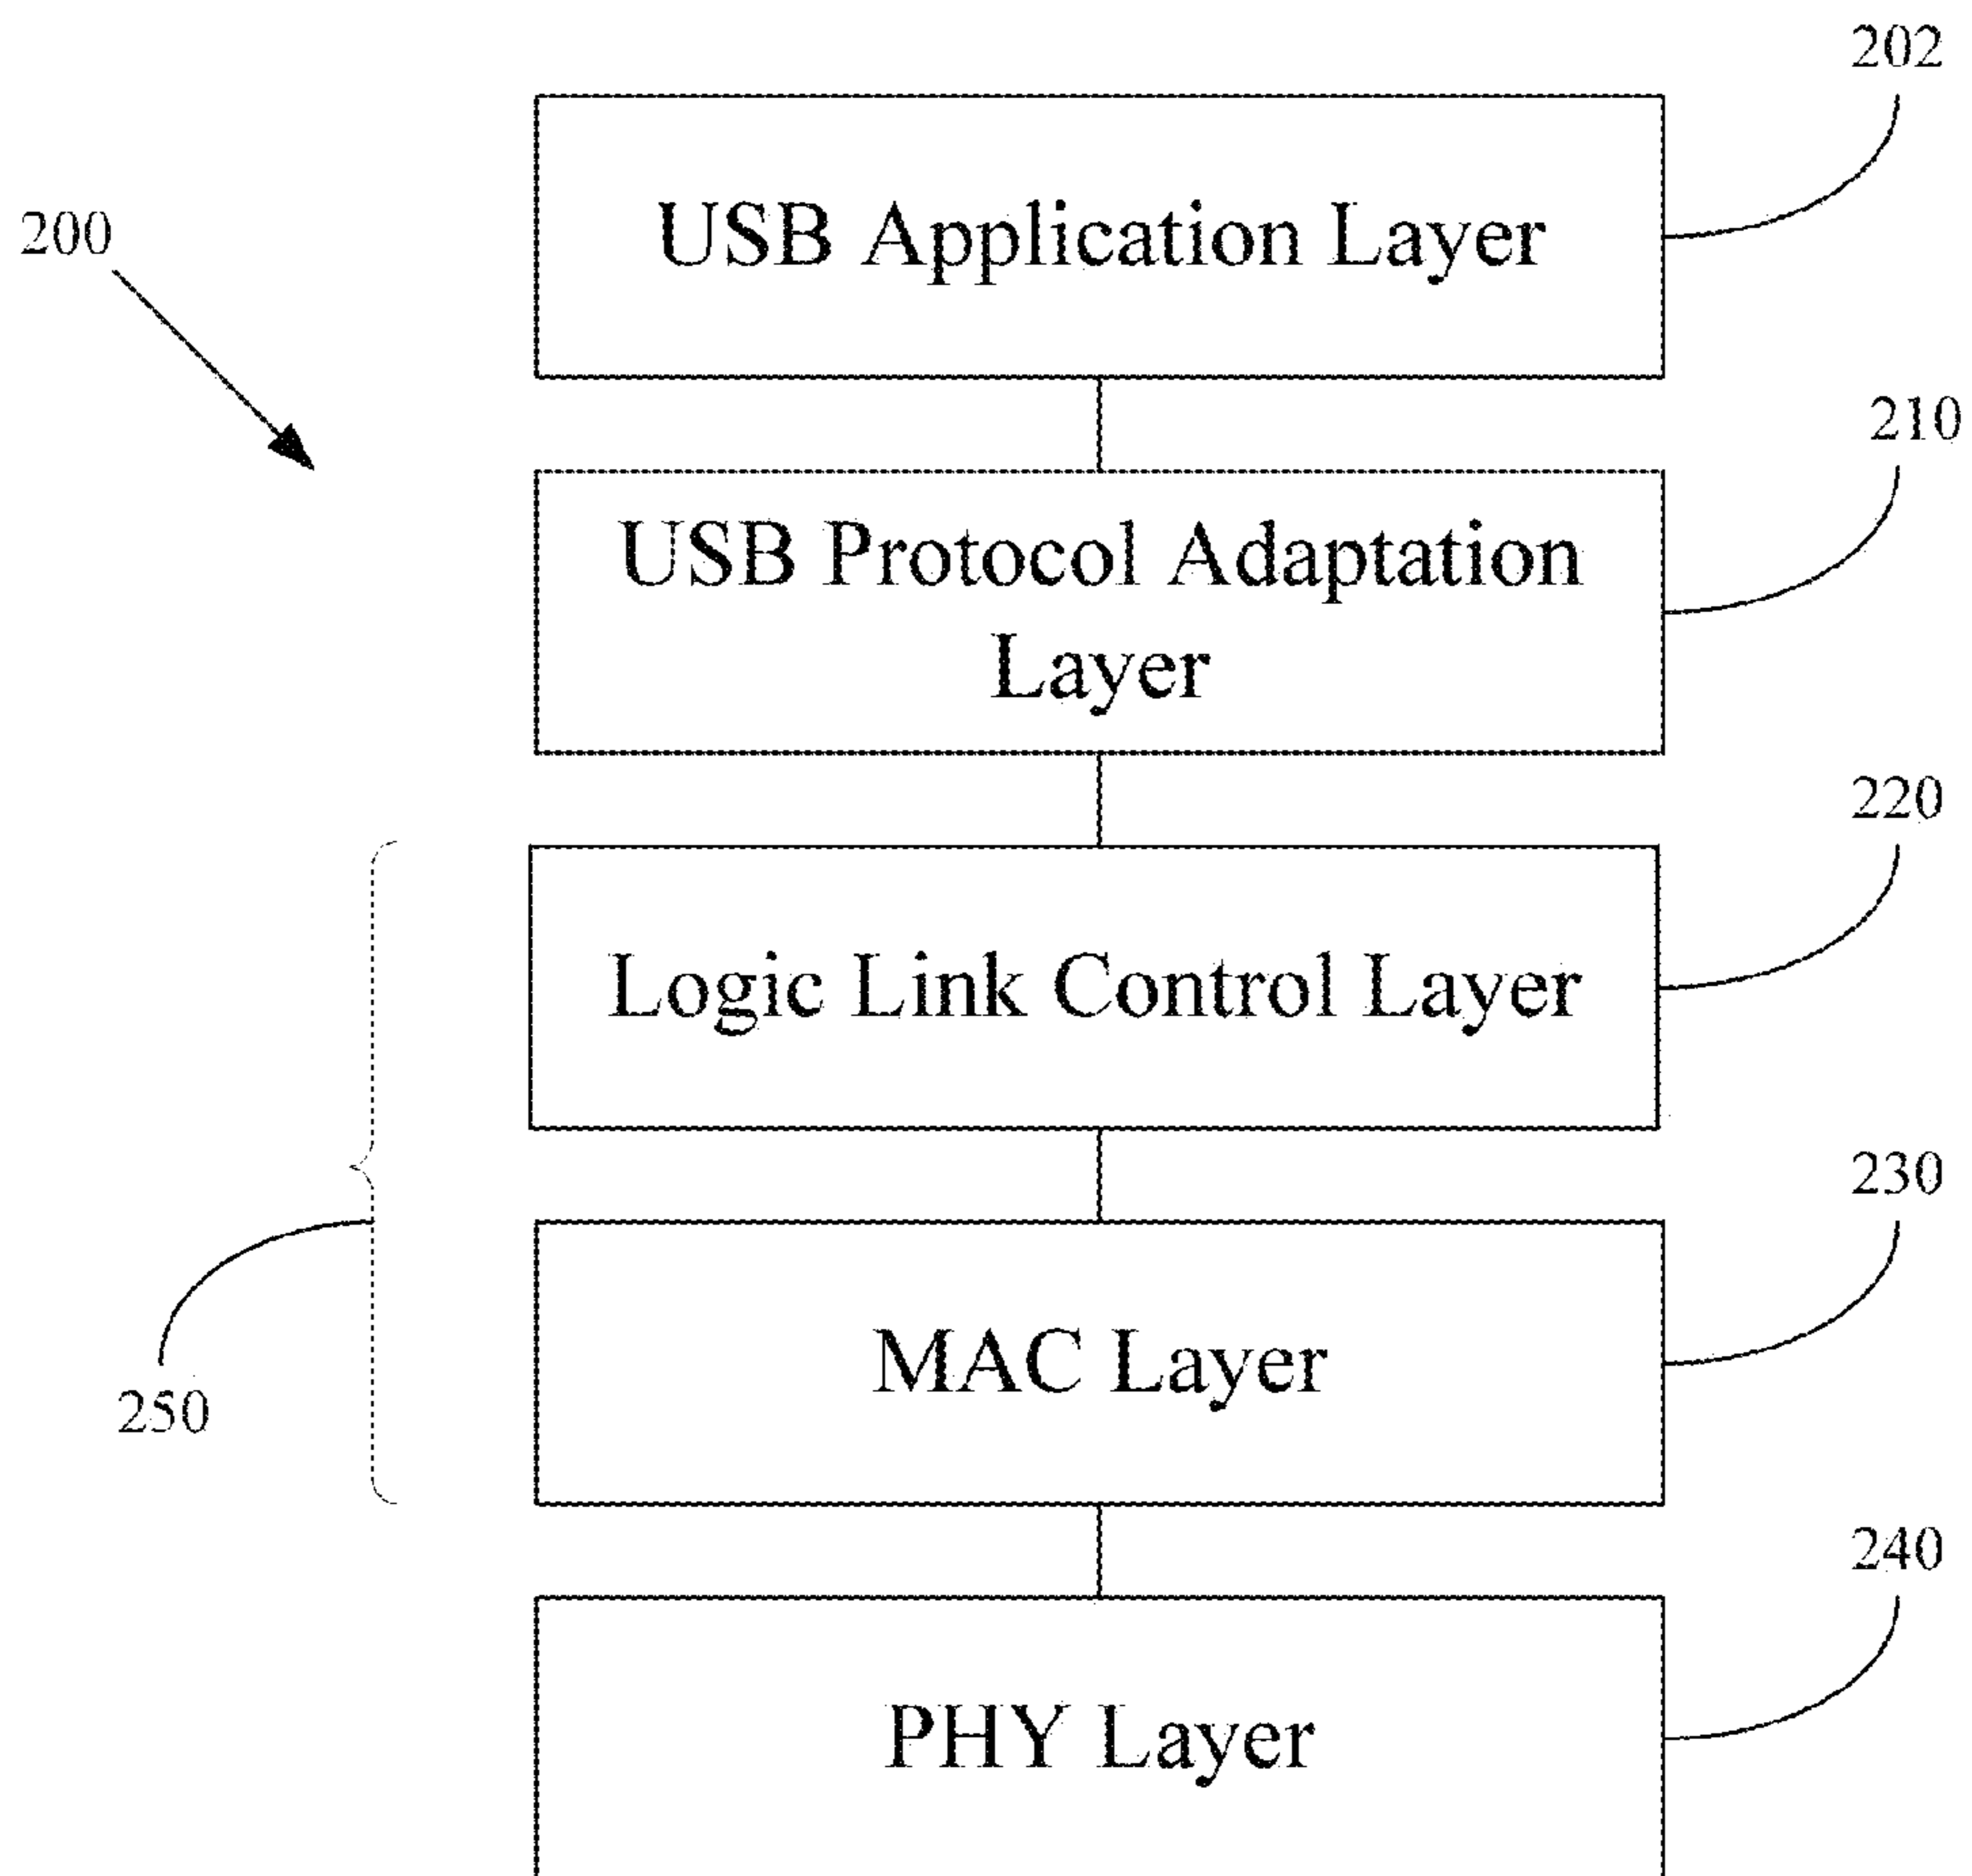 202
USB Application Layer
200
210
USB Protocol Adaptation
Layer
220
Logic Link Control Layer
230
MAC Layer
250
240
PHY Layer